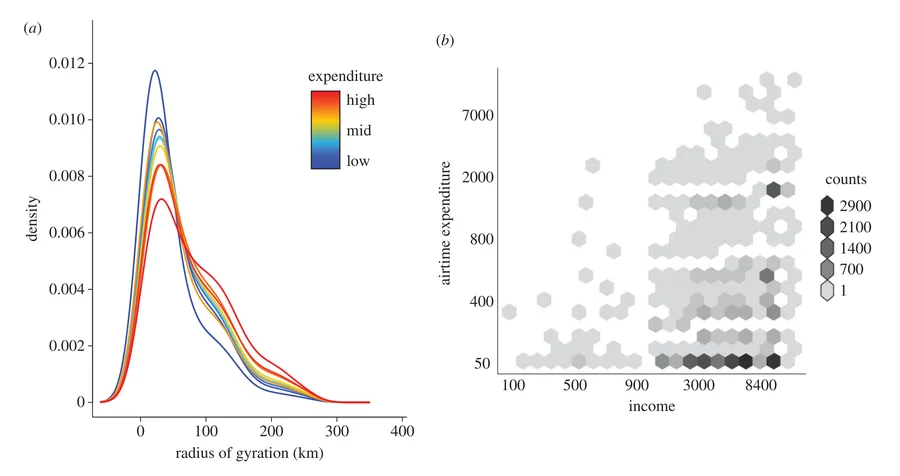 (a)
0.012
0.010
0.008
0.006
0.004
0.002
0
density
0
100
200
300
400
radius of gyration (km)
expenditure
high
mid
low
(b)
7000
2000
800
400
50
airtime expenditure
100
500
900
3000
8400
income
counts
2900
2100
1400
700
1